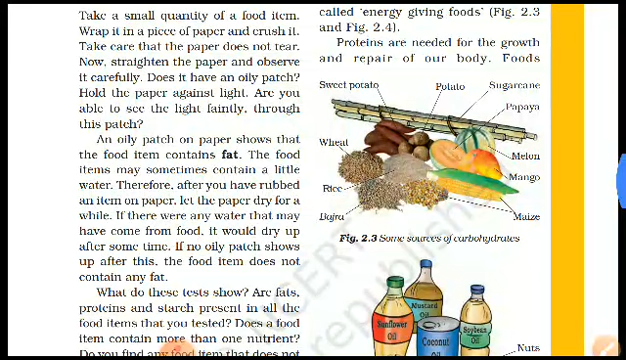 Take a small quantity of a food item.
Wrap it in a piece of paper and crush it.
Take care that the paper does not tear.
Now, straighten the paper and observe
it carefully. Does it have an oily patch?
Hold the paper against light. Are you
able to see the light faintly, through
this patch?
An oily patch on paper shows that
the food item contains fat. The food
items may sometimes contain a little
water. Therefore, after you have rubbed
an item on paper, let the paper dry for a
while. If there were any water that may
have come from food, it would dry up
after some time. If no oily patch shows
up after this, the food item does not
contain any fat.
What do these tests show? Are fats,
proteins and starch present in all the
food items that you tested? Does a food
item contain more than one nutrient?
Do you find any food item that does not
called 'energy giving foods' (Fig. 2.3
and Fig. 2.4).
Proteins are needed for the growth
and repair of our body. Foods
Sweet potato
Potato
Sugarcane
Papaya
Wheat
Melon
Mango
Rice
Bajra
Maize
Fig. 2.3 Some sources of carbohydrates
Mustard
Oil
Sunflower
Oil
Soybean
Oil
Coconut
Oil
Nuts
republished